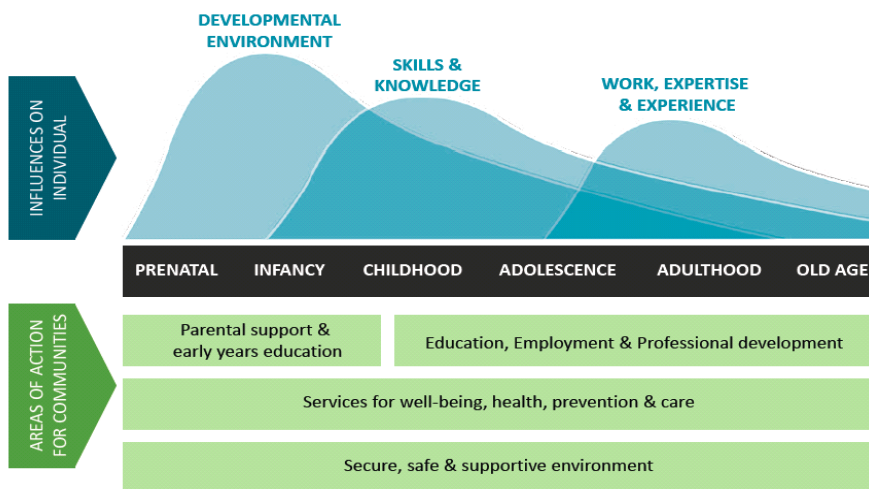 DEVELOPMENTAL
ENVIRONMENT
SKILLS &
KNOWLEDGE
WORK, EXPERTISE
& EXPERIENCE
INFLUENCES ON
INDIVIDUAL
PRENATAL INFANCY CHILDHOOD ADOLESCENCE ADULTHOOD OLD AGE
AREAS OF ACTION
FOR COMMUNITIES
Parental support &
early years education
Education, Employment & Professional development
Services for well-being, health, prevention & care
Secure, safe & supportive environment